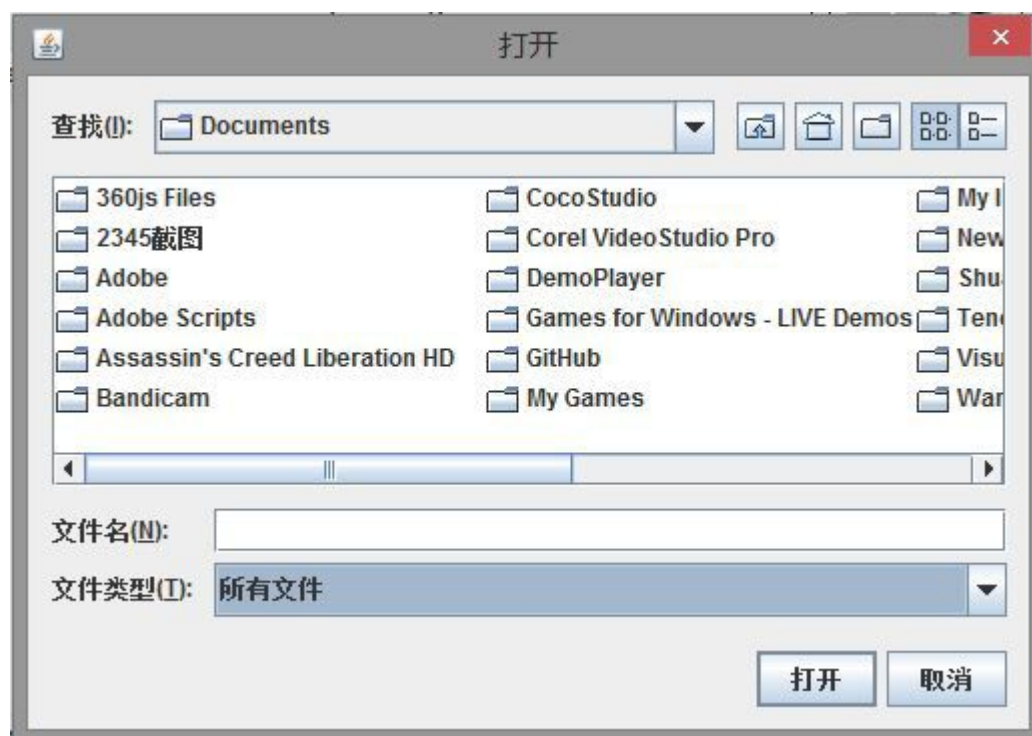 打开
查找(I): Documents
360js Files
2345截图
Adobe
Adobe Scripts
Assassin's Creed Liberation HD
Bandicam
CocoStudio
Corel VideoStudio Pro
DemoPlayer
Games for Windows - LIVE Demos
GitHub
My Games
My
New
文件名(N):
文件类型(T): 所有文件
打开 取消